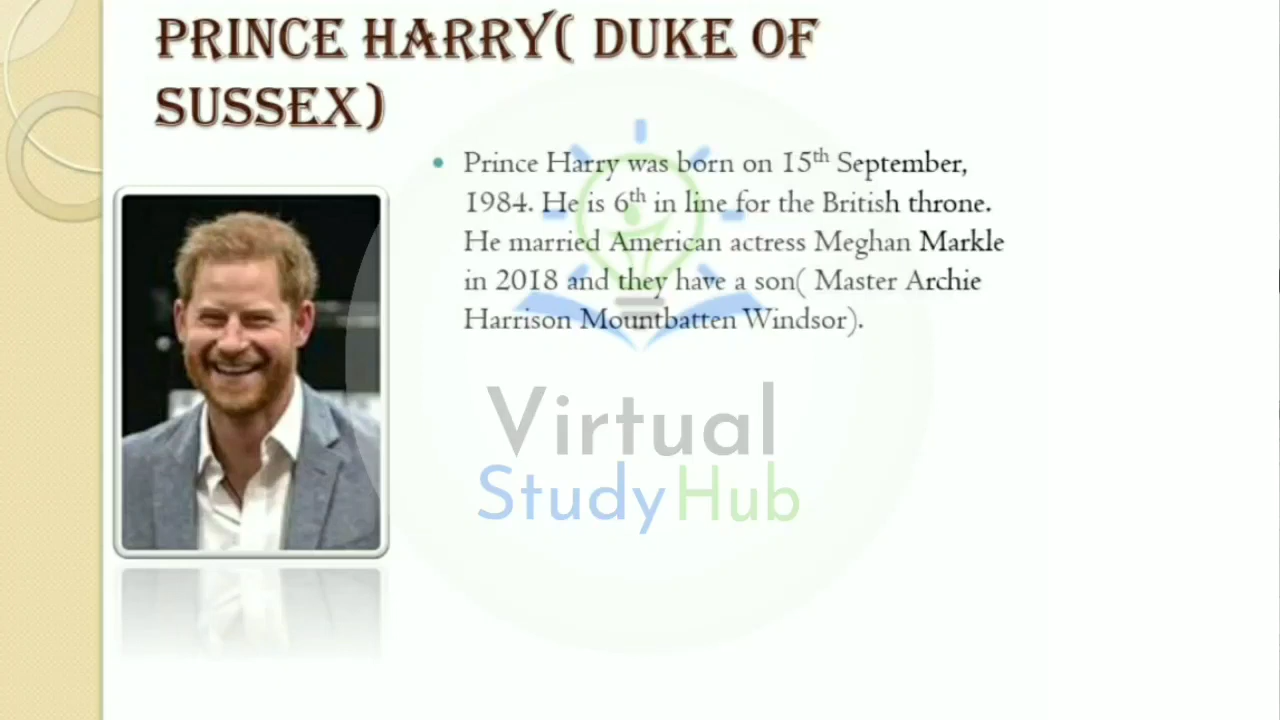 PRINCE HARRY( DUKE OF
SUSSEX)
Prince Harry was born on 15th September,
1984. He is 6th in line for the British throne.
He married American actress Meghan Markle
in 2018 and they have a son( Master Archie
Harrison Mountbatten Windsor).
Virtual
Study Hub